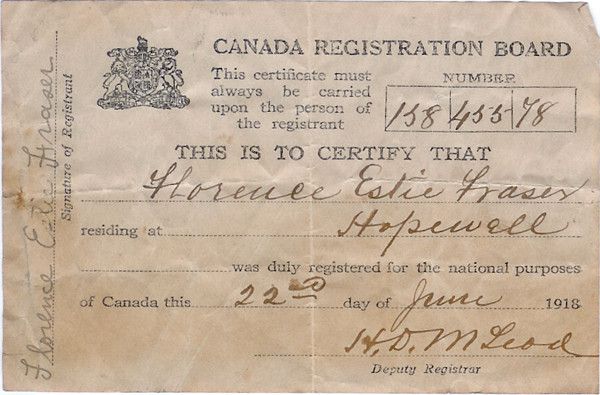 CANADA REGISTRATION BOARD
This certificate must
always be carried
upon the person of
the registrant
NUMBER
158 455 78
THIS IS TO CERTIFY THAT
Florence Estie Fraser
residing at Hopewell
was duly registered for the national purposes
of Canada this 22nd day of June 1918
H. D. McLeod
Deputy Registrar
Florence Estie Fraser
Signature of Registrant